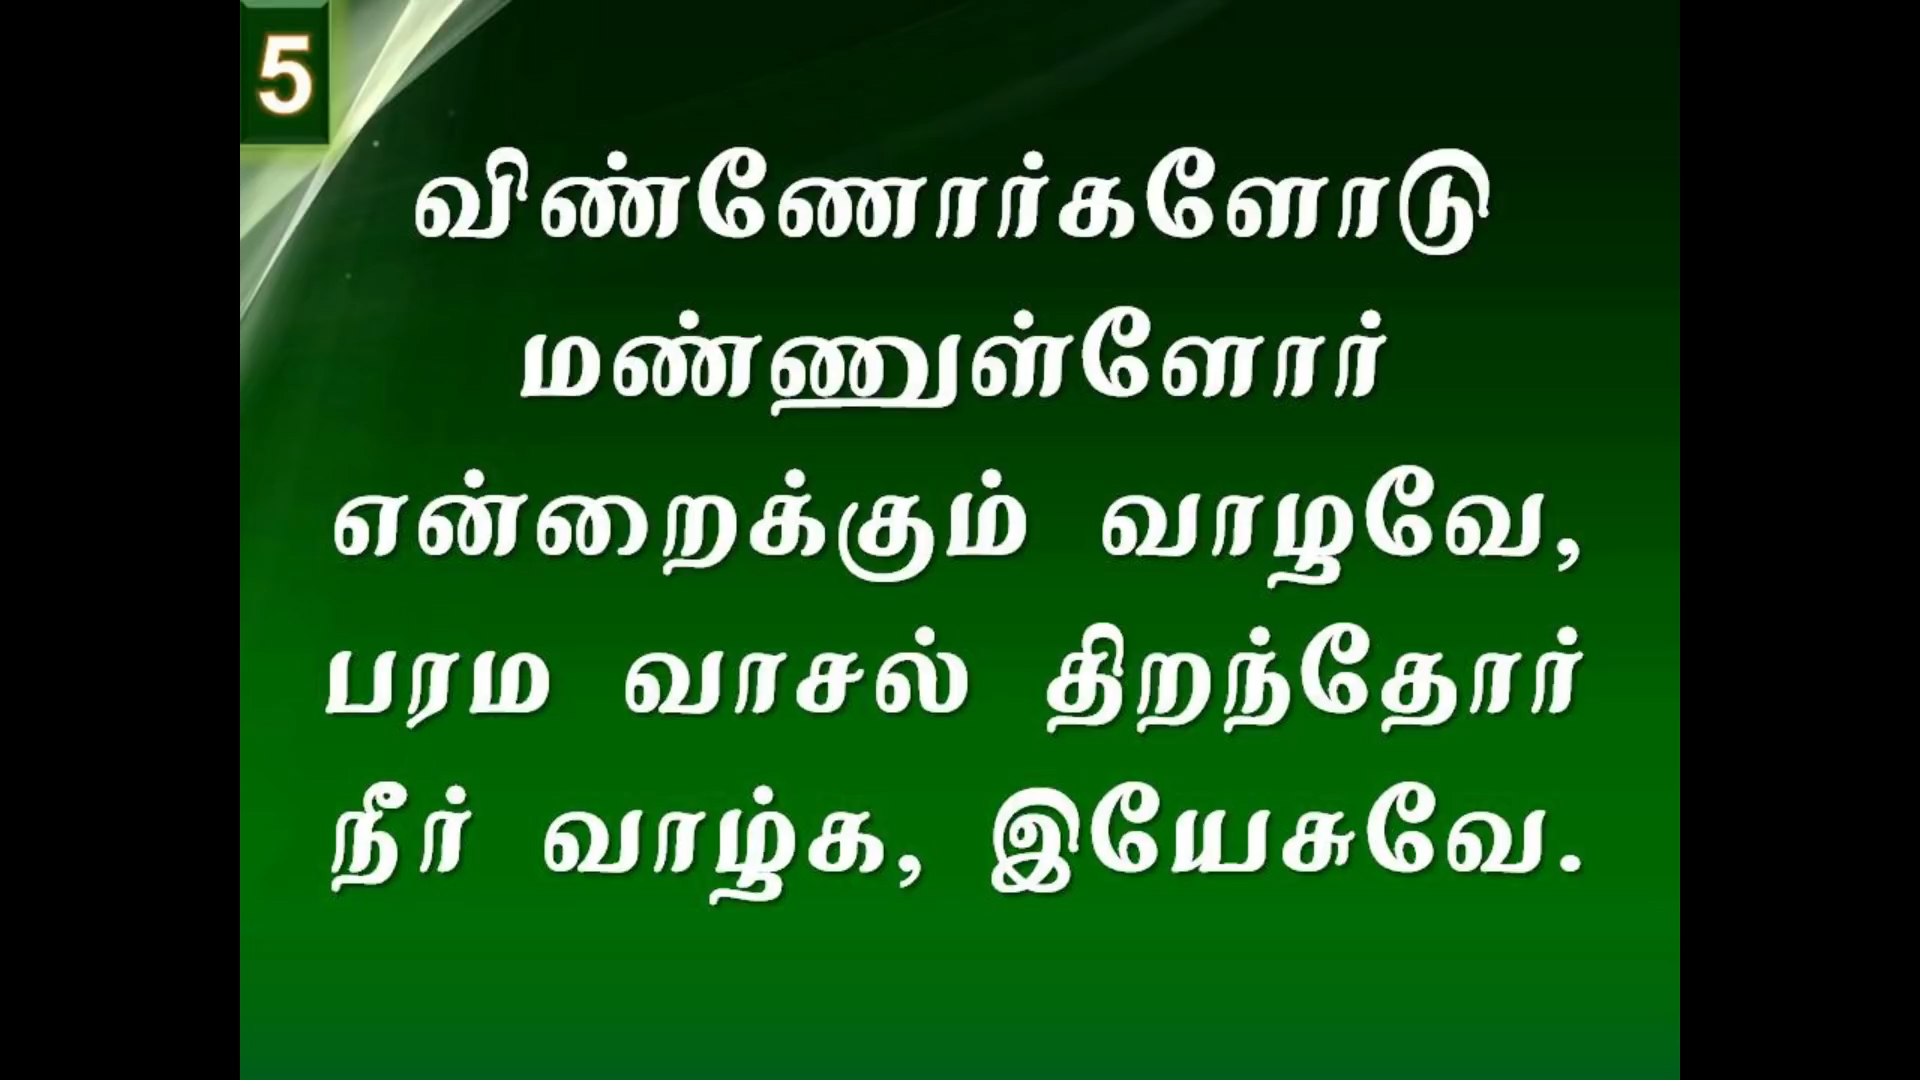 5
விண்ணோர்களோடு
மண்ணுள்ளோர்
என்றைக்கும் வாழவே,
பரம வாசல் திறந்தோர்
நீர் வாழ்க, இயேசுவே.